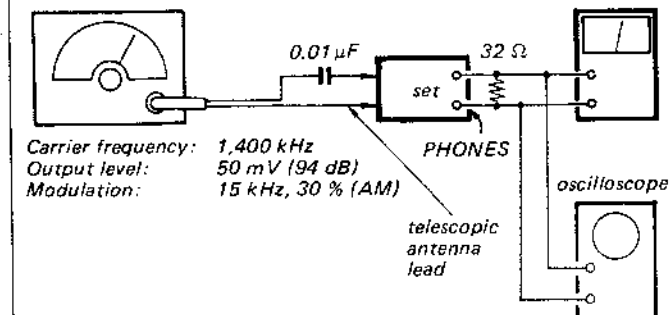 0.01 µF
32 Ω
set
Carrier frequency: 1,400 kHz
Output level: 50 mV (94 dB)
Modulation: 15 kHz, 30 % (AM)
PHONES
oscilloscope
telescopic
antenna
lead